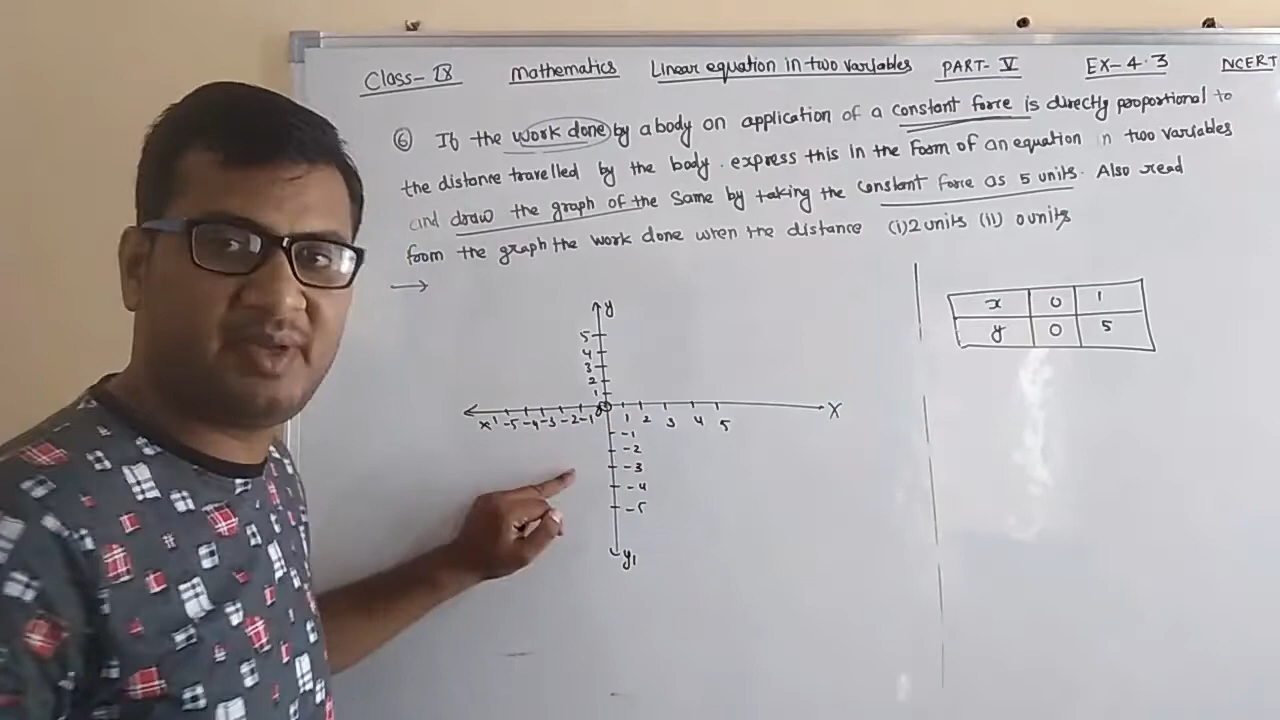 Class- IX Mathematics Linear equation in two variables PART- V EX- 4.3 NCERT
⑥ If the work done by a body on application of a constant force is directly proportional to
the distance travelled by the body. express this in the form of an equation in two variables
and draw the graph of the same by taking the constant force as 5 units. Also read
from the graph the work done when the distance (i) 2 units (ii) 0 units
→
x 0 1
y 0 5
y
5
4
3
2
1
x' -5 -4 -3 -2 -1 0 1 2 3 4 5 X
-1
-2
-3
-4
-5
y1